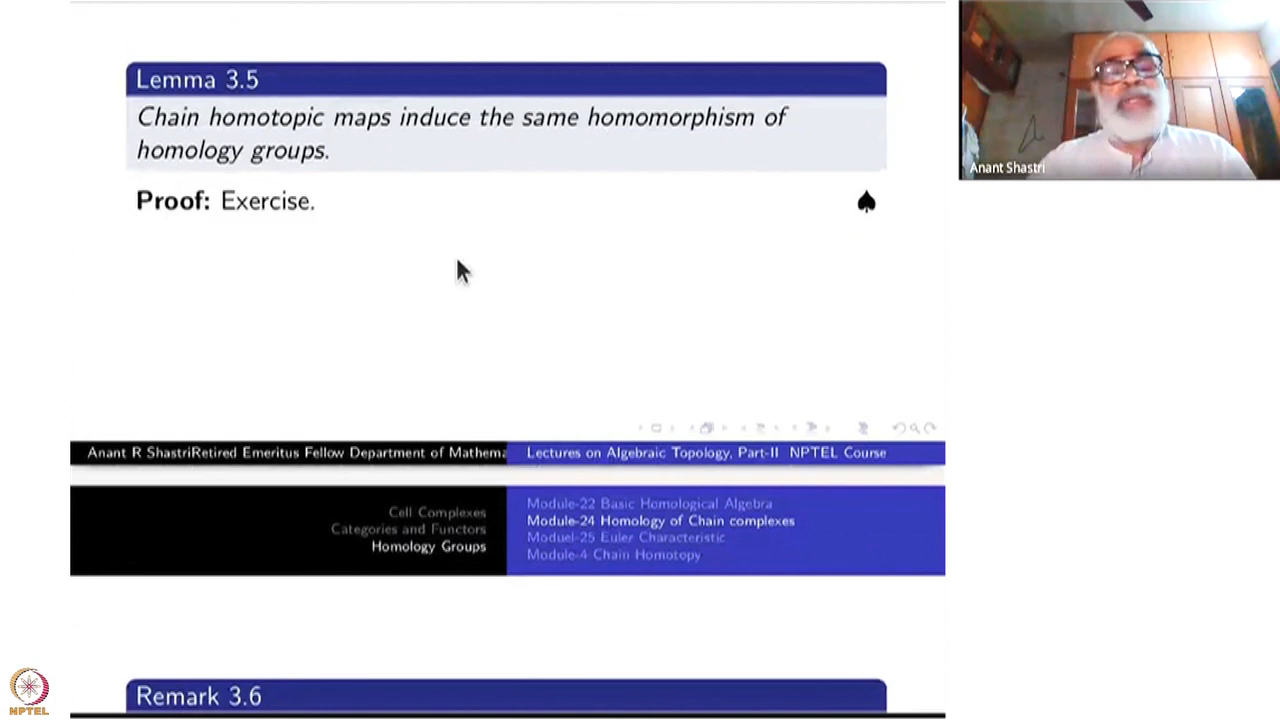 Lemma 3.5
Chain homotopic maps induce the same homomorphism of
homology groups.
Proof: Exercise.
Anant Shastri
Anant R ShastriRetired Emeritus Fellow Department of Mathema
Lectures on Algebraic Topology, Part-II NPTEL Course
Cell Complexes
Categories and Functors
Homology Groups
Module-22 Basic Homological Algebra
Module-24 Homology of Chain complexes
Moduel-25 Euler Characteristic
Module-4 Chain Homotopy
Remark 3.6
NPTEL